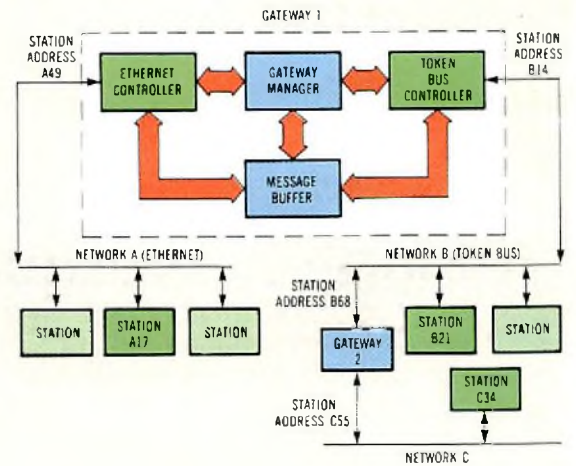 GATEWAY 1
STATION
ADDRESS
A49
ETHERNET
CONTROLLER
GATEWAY
MANAGER
TOKEN
BUS
CONTROLLER
STATION
ADDRESS
B14
MESSAGE
BUFFER
NETWORK A (ETHERNET)
NETWORK B (TOKEN BUS)
STATION
STATION
A17
STATION
STATION
ADDRESS B68
GATEWAY
2
STATION
B21
STATION
STATION
ADDRESS C55
STATION
C34
NETWORK C